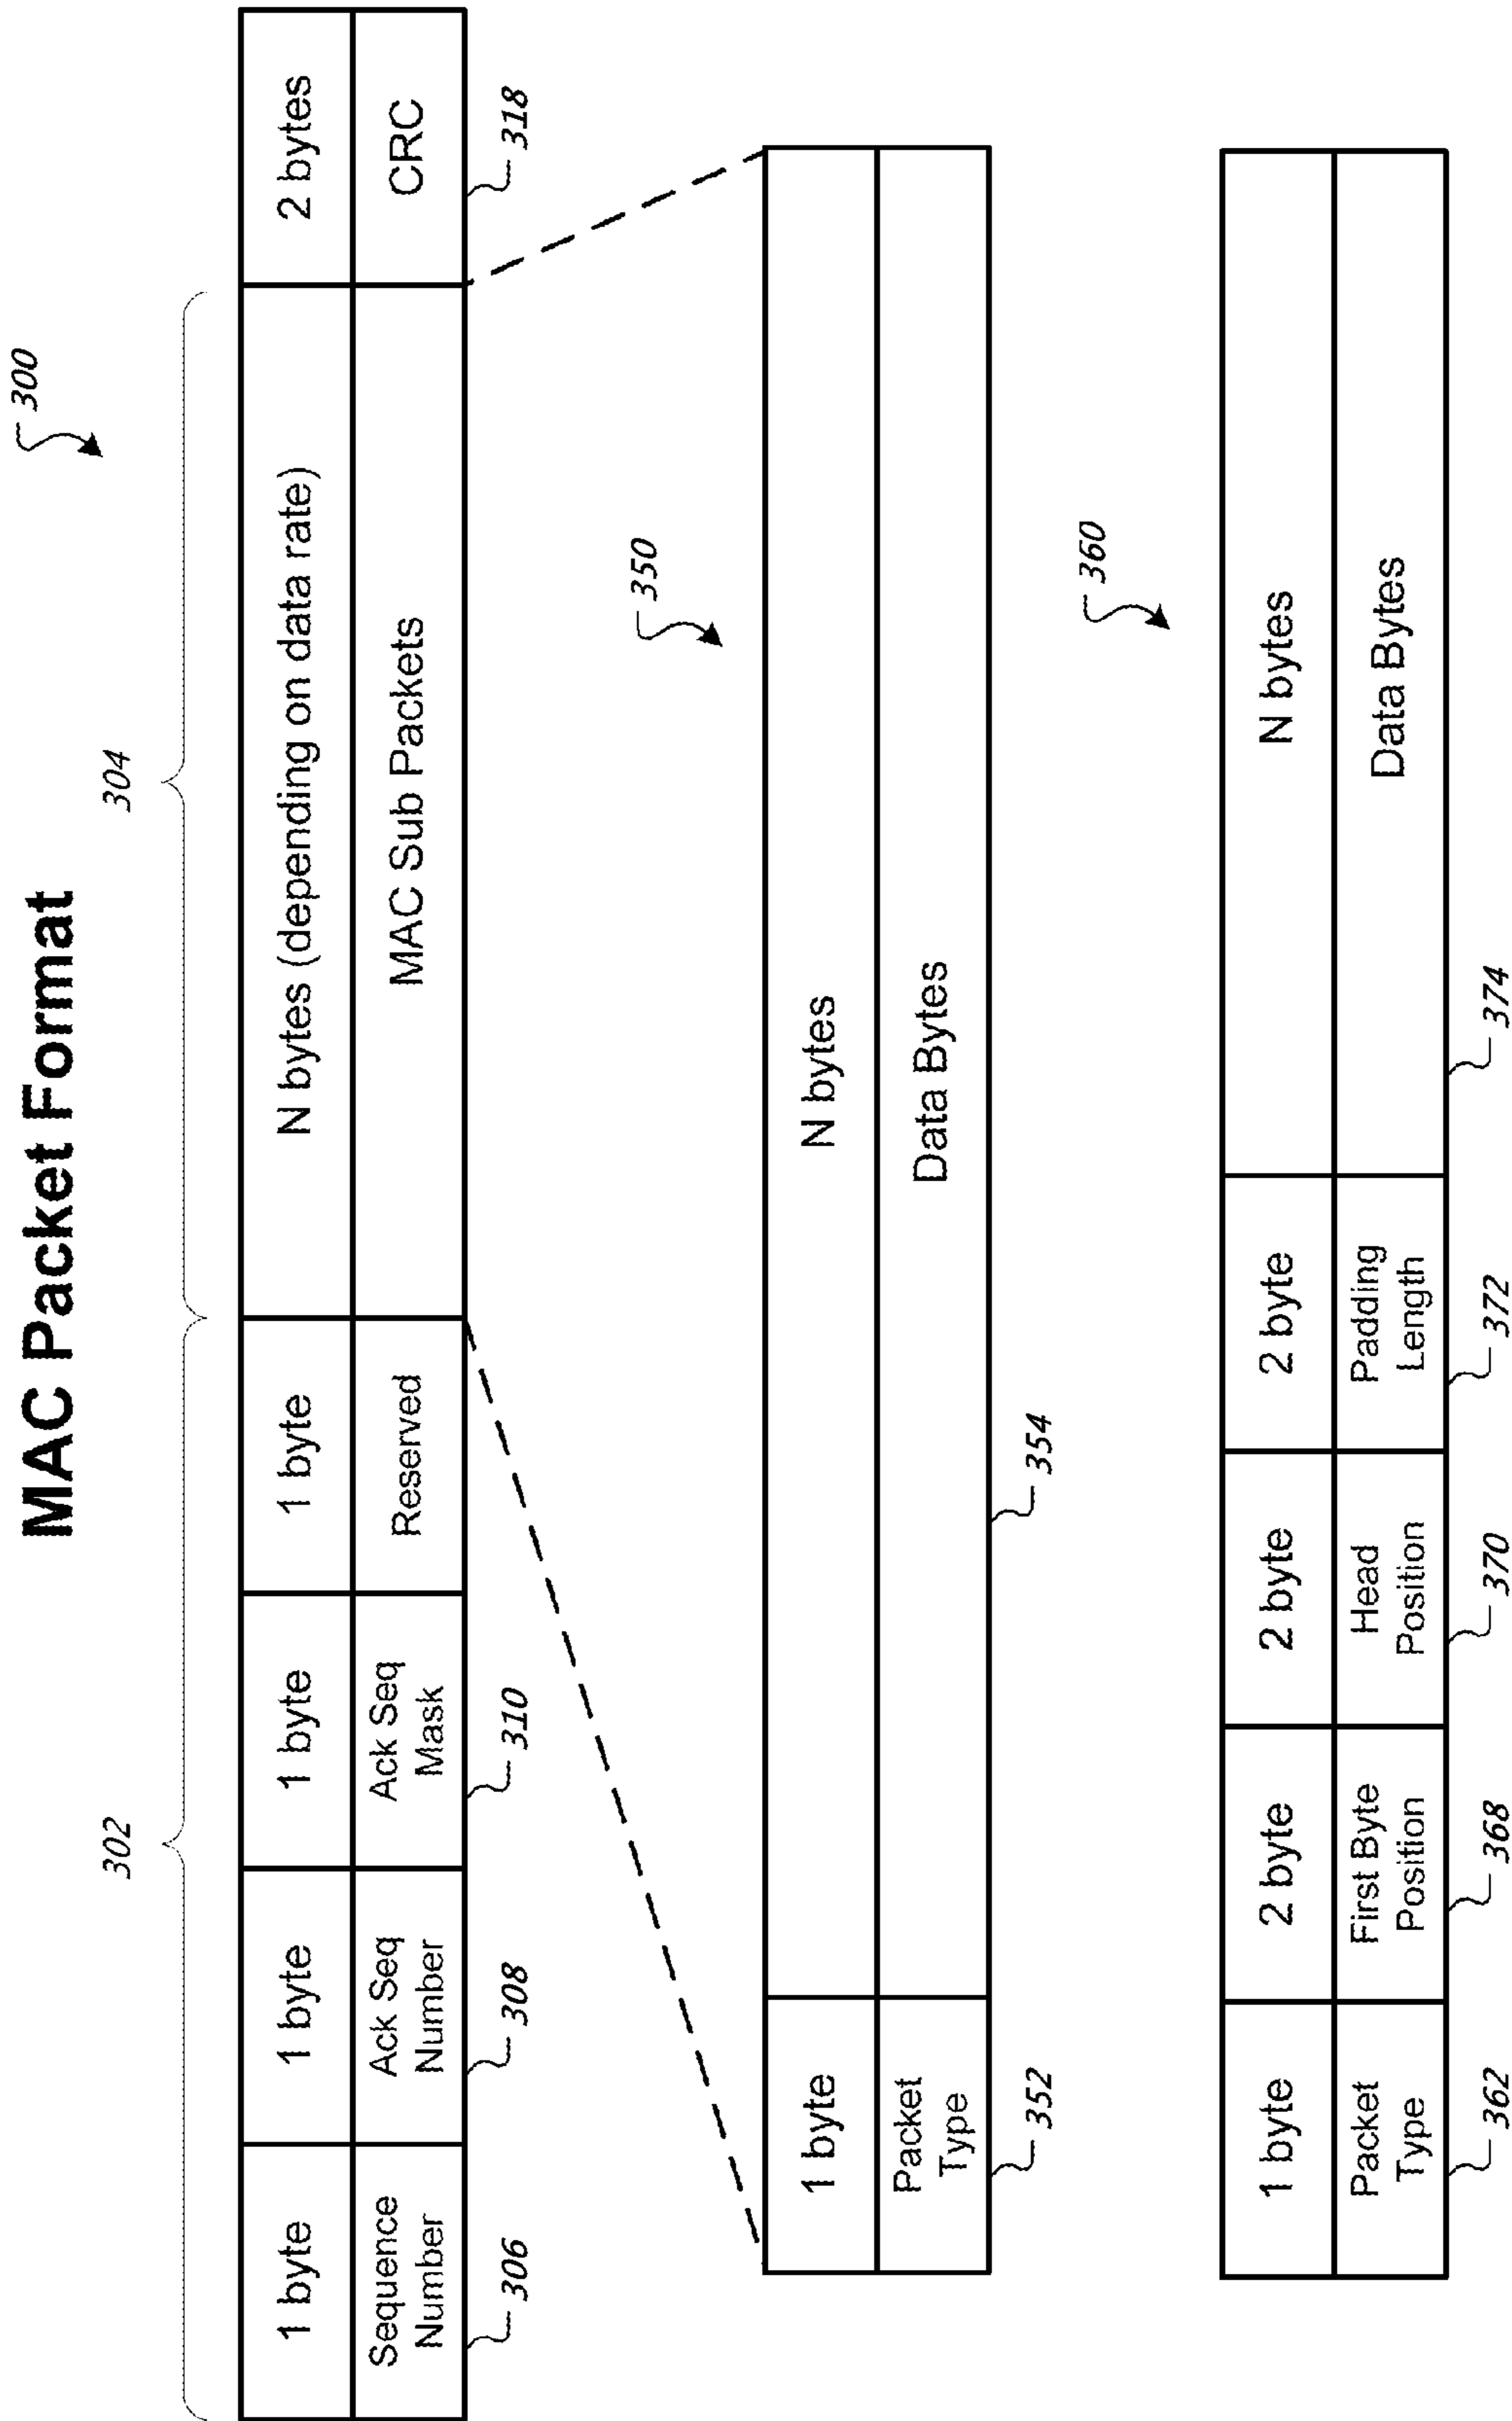 MAC Packet Format
300
302
304
1 byte
1 byte
1 byte
1 byte
N bytes (depending on data rate)
2 bytes
Sequence
Number
Ack Seq
Number
Ack Seq
Mask
Reserved
MAC Sub Packets
CRC
306
308
310
318
350
1 byte
N bytes
Packet
Type
Data Bytes
352
354
360
1 byte
2 byte
2 byte
2 byte
N bytes
Packet
Type
First Byte
Position
Head
Position
Padding
Length
Data Bytes
362
368
370
372
374